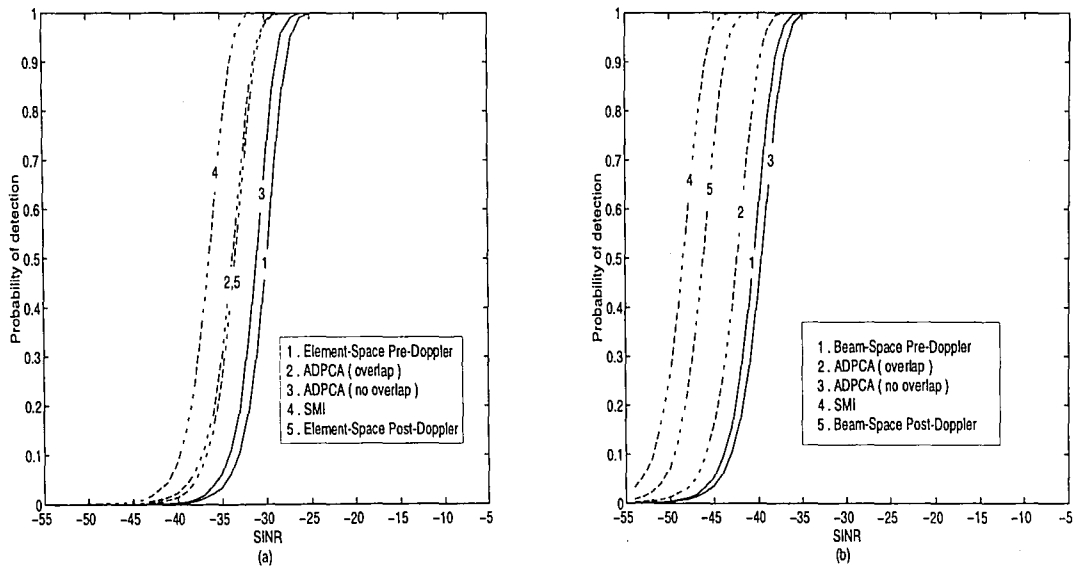 1
0.9
0.8
0.7
0.6
0.5
0.4
0.3
0.2
0.1
0
Probability of detection
4
3
2,5
1
1 . Element-Space Pre-Doppler
2 . ADPCA ( overlap )
3 . ADPCA ( no overlap )
4 . SMI
5 . Element-Space Post-Doppler
-55 -50 -45 -40 -35 -30 -25 -20 -15 -10 -5
SINR
(a)
1
0.9
0.8
0.7
0.6
0.5
0.4
0.3
0.2
0.1
0
Probability of detection
4
5
2
3
1
1 . Beam-Space Pre-Doppler
2 . ADPCA ( overlap )
3 . ADPCA ( no overlap )
4 . SMI
5 . Beam-Space Post-Doppler
-55 -50 -45 -40 -35 -30 -25 -20 -15 -10 -5
SINR
(b)